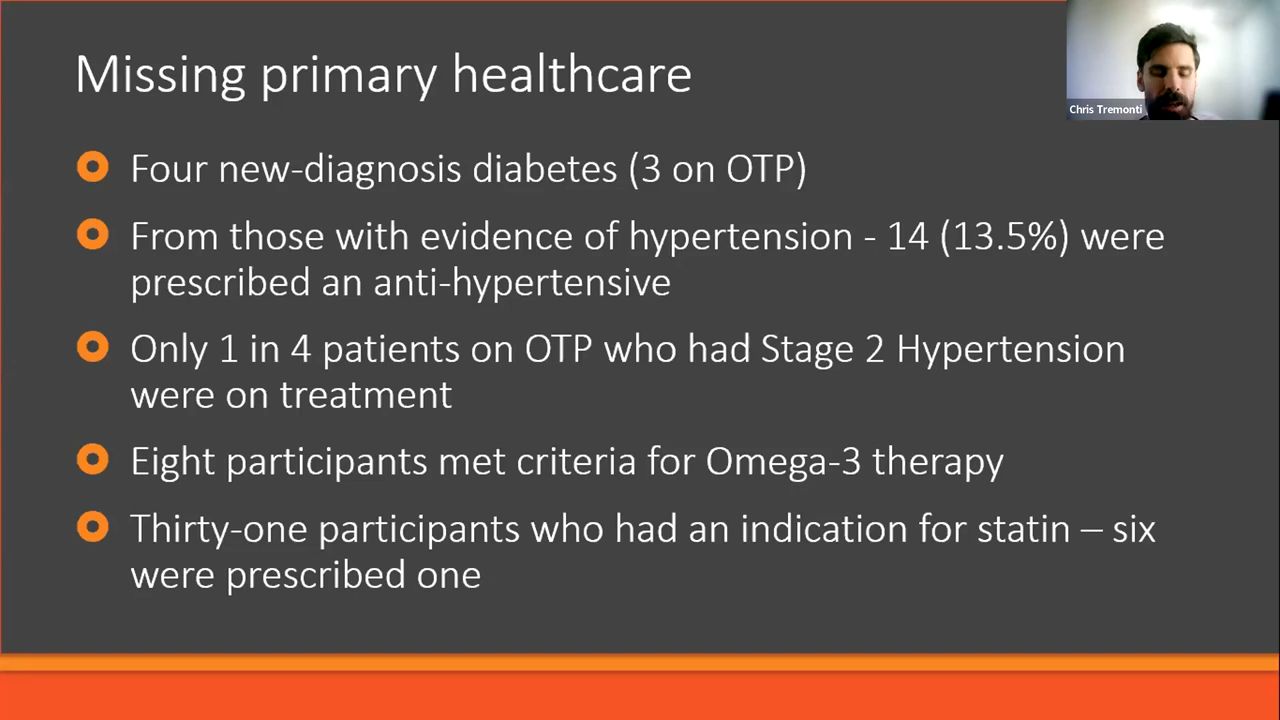 Missing primary healthcare
Chris Tremonti
Four new-diagnosis diabetes (3 on OTP)
From those with evidence of hypertension - 14 (13.5%) were
prescribed an anti-hypertensive
Only 1 in 4 patients on OTP who had Stage 2 Hypertension
were on treatment
Eight participants met criteria for Omega-3 therapy
Thirty-one participants who had an indication for statin – six
were prescribed one